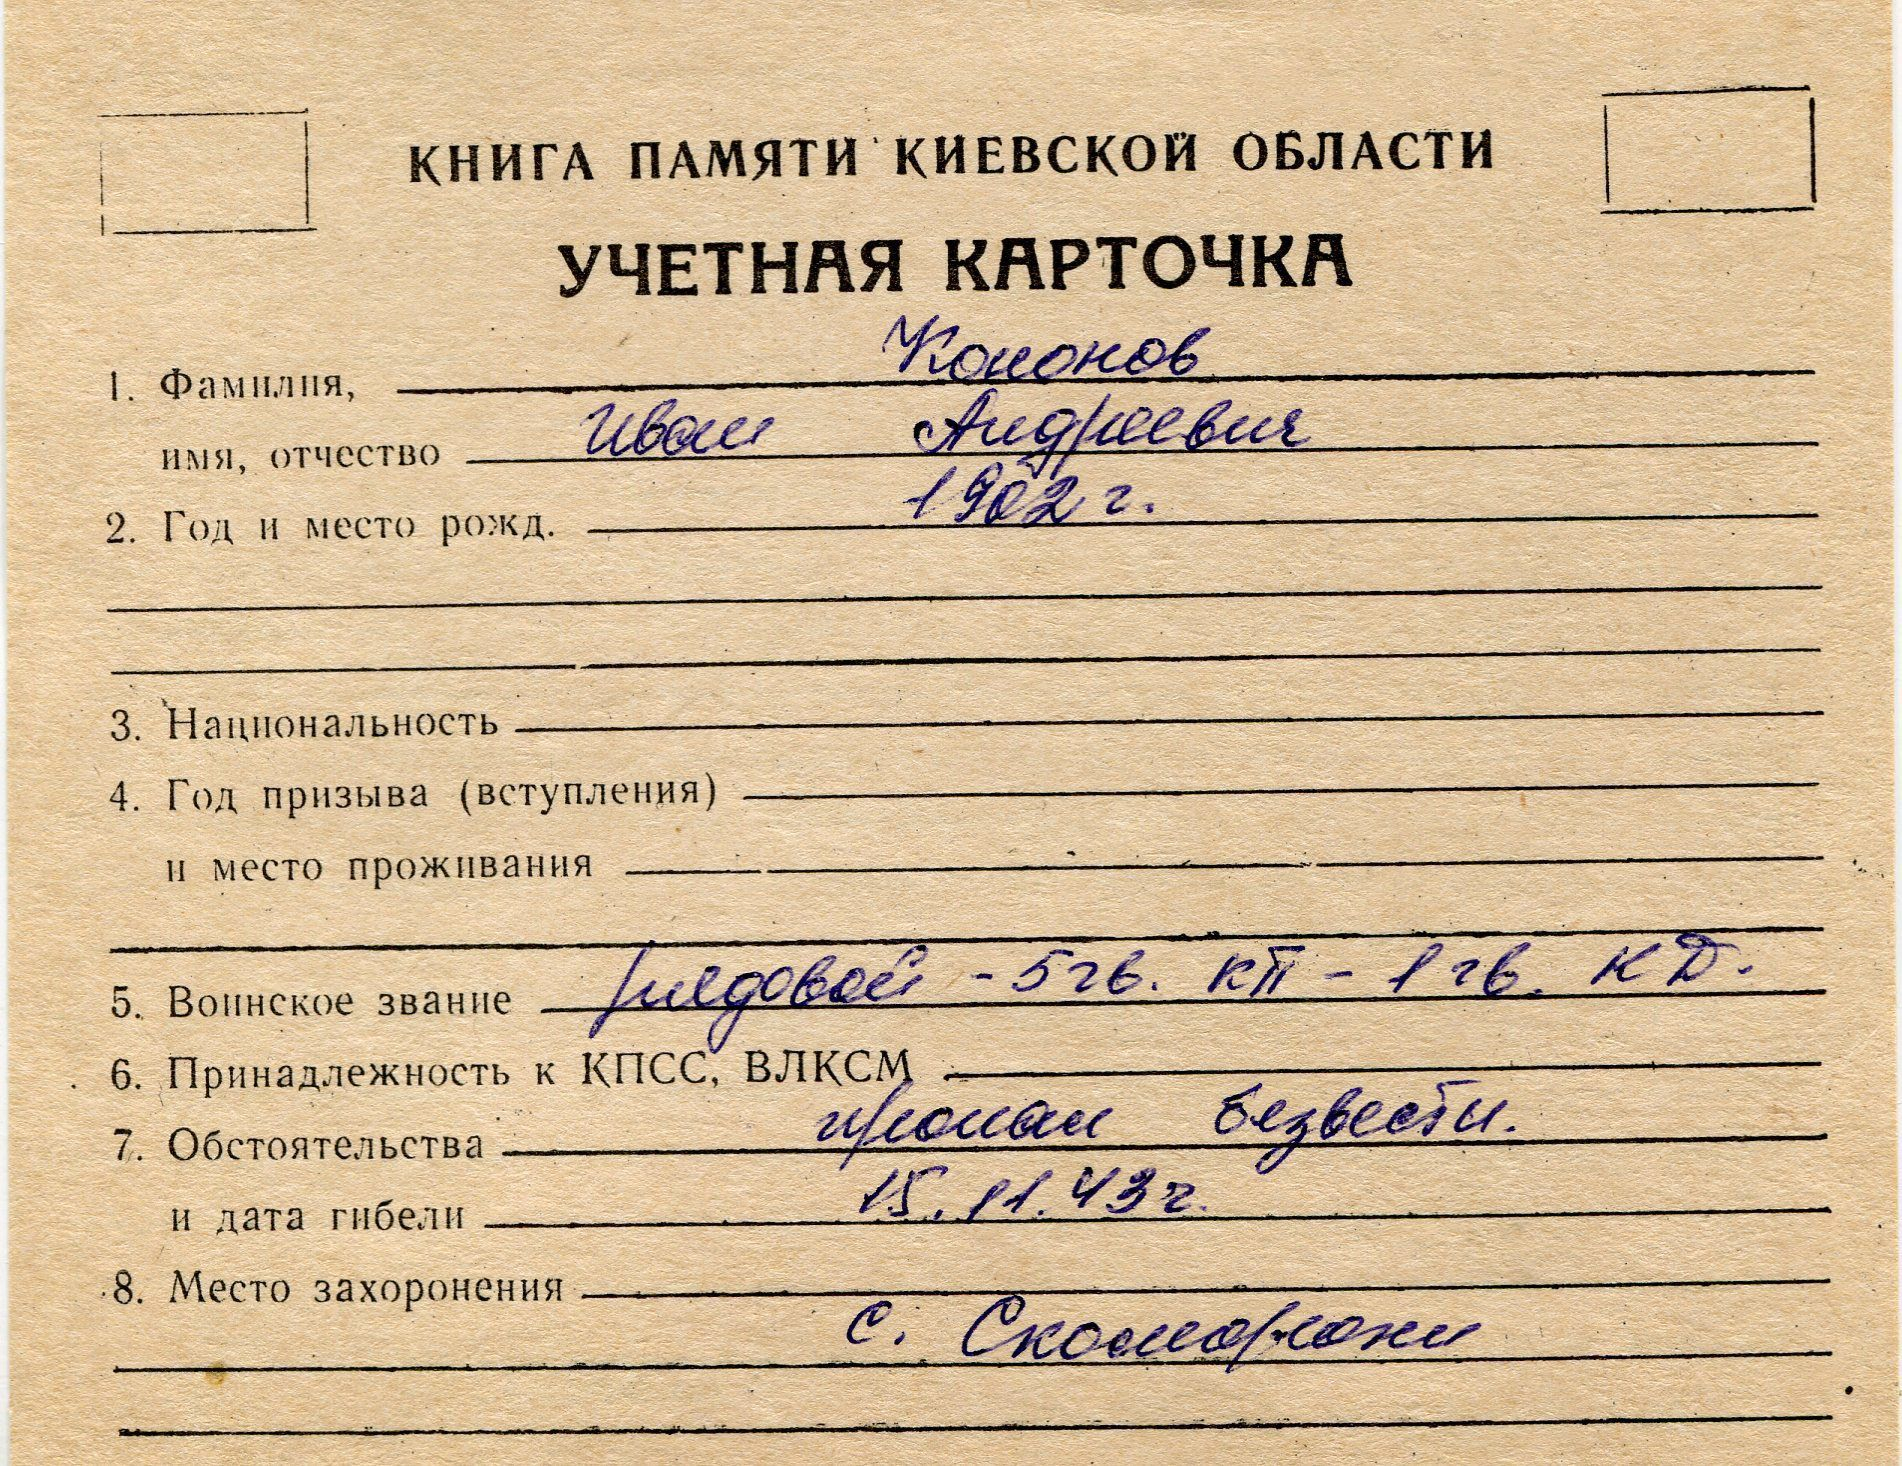 КНИГА ПАМЯТИ КИЕВСКОЙ ОБЛАСТИ
УЧЕТНАЯ КАРТОЧКА
1. Фамилия, Кононов
имя, отчество Иван Андреевич
2. Год и место рожд. 1902 г.
3. Национальность
4. Год призыва (вступления)
и место проживания
5. Воинское звание рядовой - 5 гв. КП - 1 гв. КД.
6. Принадлежность к КПСС, ВЛКСМ
7. Обстоятельства пропал безвести.
и дата гибели 15.11.43 г.
8. Место захоронения
с. Скоморохи